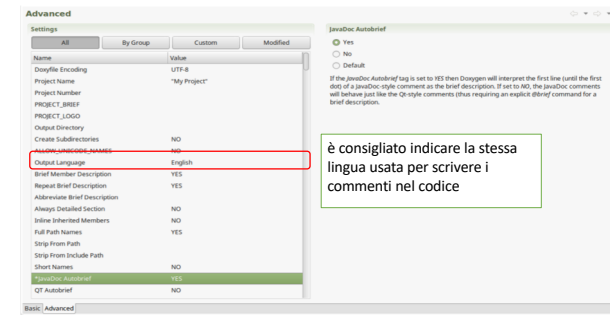 Advanced
Settings
All By Group Custom Modified
Name Value
Doxyfile Encoding UTF-8
Project Name "My Project"
Project Number
PROJECT_BRIEF
PROJECT_LOGO
Output Directory
Create Subdirectories NO
ALLOW_UNICODE_NAMES NO
Output Language English
Brief Member Description YES
Repeat Brief Description YES
Abbreviate Brief Description
Always Detailed Section NO
Inline Inherited Members NO
Full Path Names YES
Strip From Path
Strip From Include Path
Short Names NO
*JavaDoc Autobrief YES
QT Autobrief NO
Basic Advanced
JavaDoc Autobrief
Yes
No
Default
If the JavaDoc Autobrief tag is set to YES then Doxygen will interpret the first line (until the first
dot) of a JavaDoc-style comment as the brief description. If set to NO, the JavaDoc comments
will behave just like the Qt-style comments (thus requiring an explicit @brief command for a
brief description.
è consigliato indicare la stessa
lingua usata per scrivere i
commenti nel codice